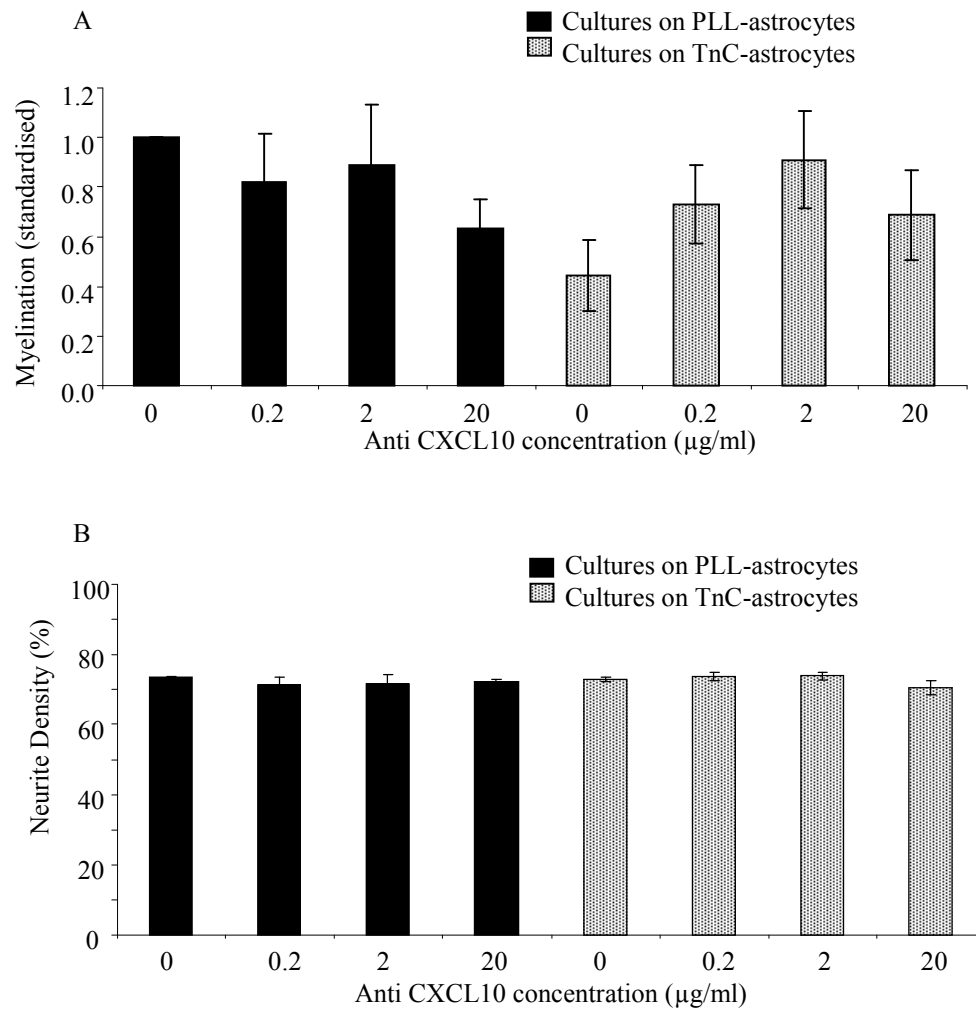 A
Cultures on PLL-astrocytes
Cultures on TnC-astrocytes
Myelination (standardised)
1.2
1.0
0.8
0.6
0.4
0.2
0.0
0 0.2 2 20 0 0.2 2 20
Anti CXCL10 concentration (µg/ml)
B
Cultures on PLL-astrocytes
Cultures on TnC-astrocytes
Neurite Density (%)
100
80
60
40
20
0
0 0.2 2 20 0 0.2 2 20
Anti CXCL10 concentration (µg/ml)